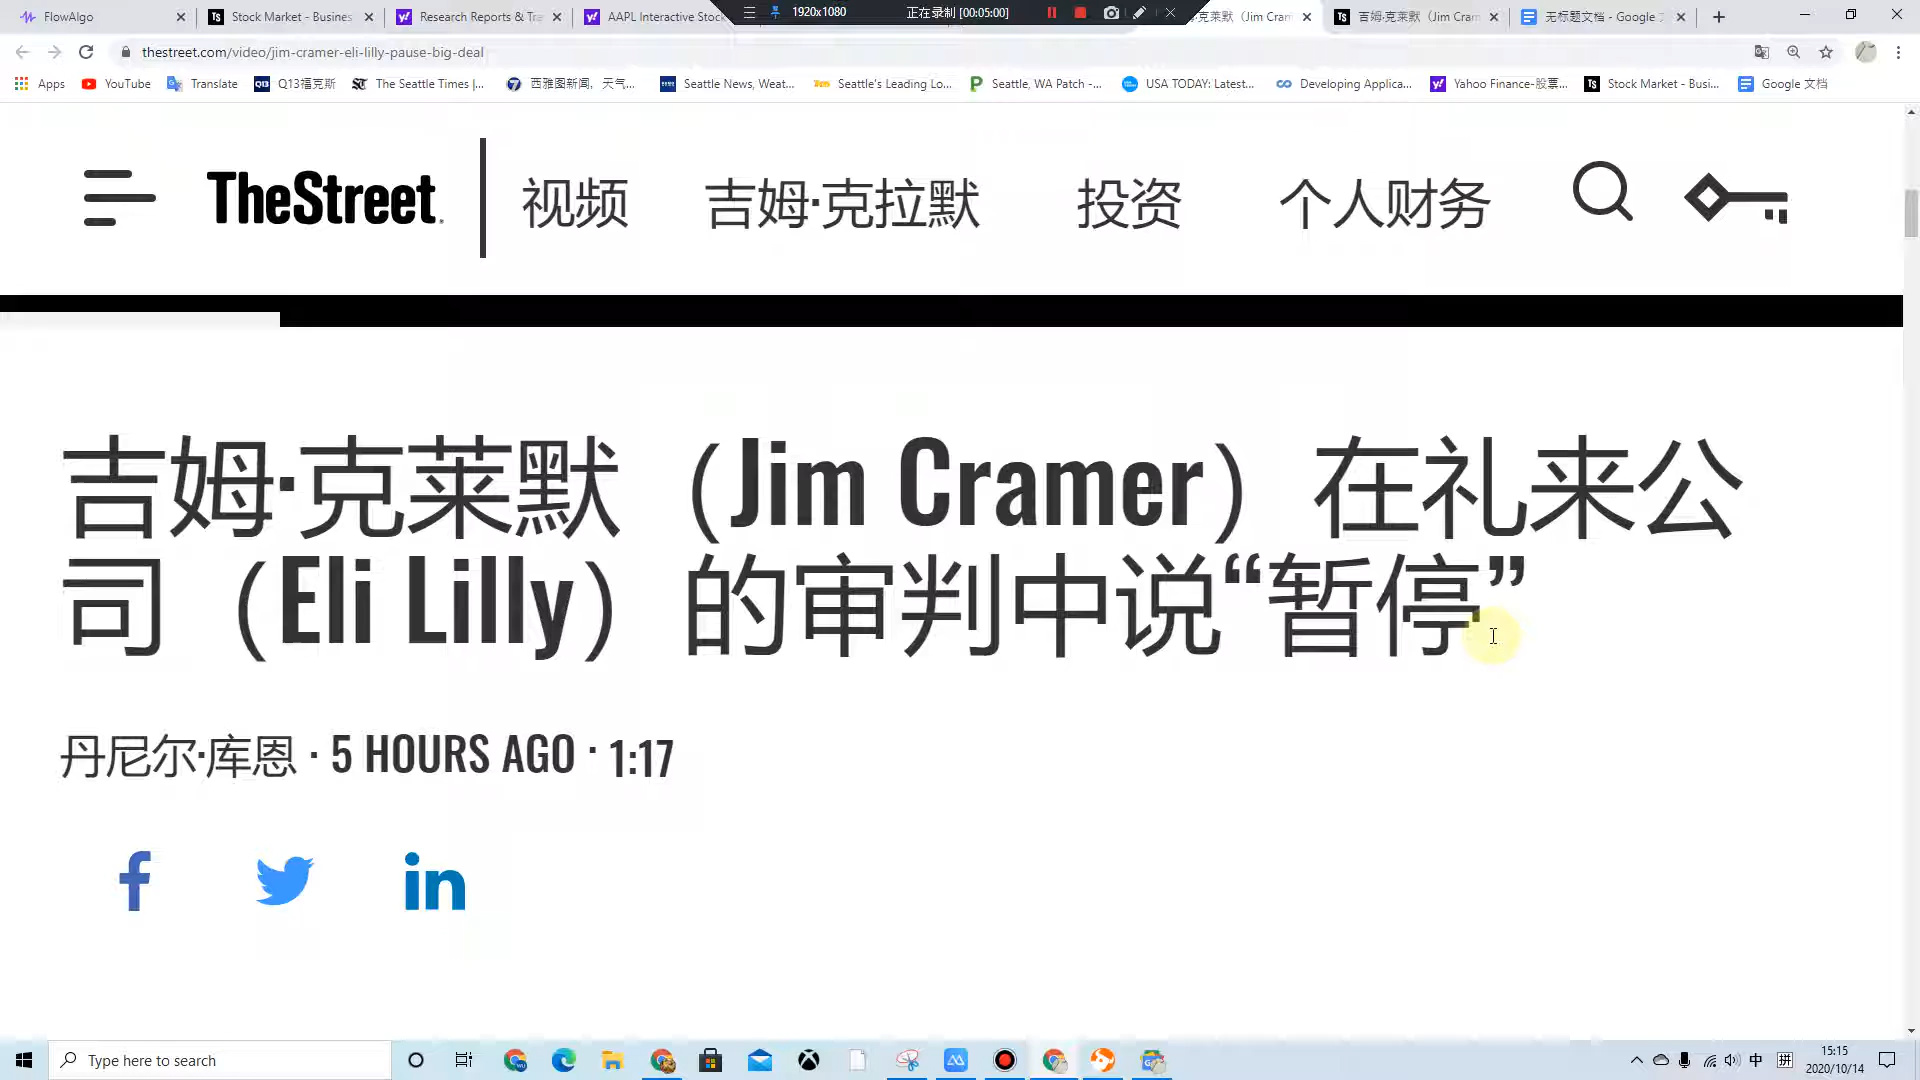 FlowAlgo
Stock Market - Busines
Research Reports & Tra
AAPL Interactive Stock
1920x1080
正在录制 [00:05:00]
克莱默（Jim Cram
吉姆·克莱默（Jim Cram
无标题文档 - Google
thestreet.com/video/jim-cramer-eli-lilly-pause-big-deal
Apps
YouTube
Translate
Q13福克斯
The Seattle Times |...
西雅图新闻，天气...
Seattle News, Weat...
Seattle's Leading Lo...
Seattle, WA Patch -...
USA TODAY: Latest...
Developing Applica...
Yahoo Finance-股票...
Stock Market - Busi...
Google 文档
TheStreet
视频
吉姆·克拉默
投资
个人财务
吉姆·克莱默（Jim Cramer）在礼来公
司（Eli Lilly）的审判中说“暂停”
丹尼尔·库恩 · 5 HOURS AGO · 1:17
Type here to search
中
拼
15:15
2020/10/14